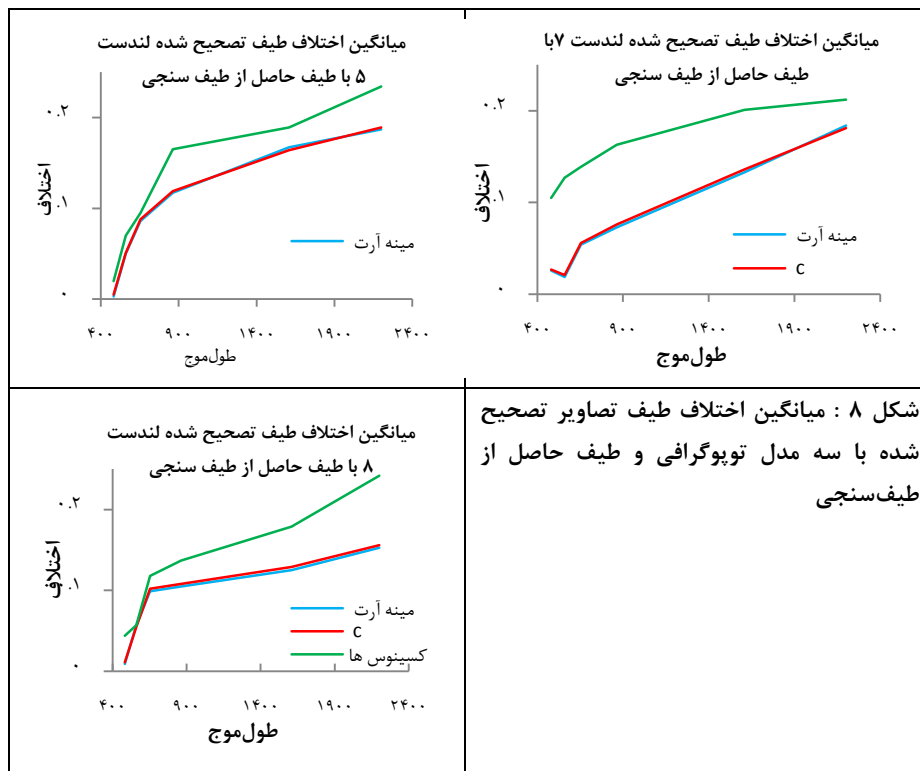 میانگین اختلاف طیف تصحیح شده لندست ۷با
طیف حاصل از طیف سنجی
۰.۲
۰.۱
۰
اختلاف
مینه آرت
c
۴۰۰ ۹۰۰ ۱۴۰۰ ۱۹۰۰ ۲۴۰۰
طول‌موج
میانگین اختلاف طیف تصحیح شده لندست
۵ با طیف حاصل از طیف سنجی
۰.۲
۰.۱
۰
اختلاف
مینه آرت
۴۰۰ ۹۰۰ ۱۴۰۰ ۱۹۰۰ ۲۴۰۰
طول‌موج
شکل ۸ : میانگین اختلاف طیف تصاویر تصحیح
شده با سه مدل توپوگرافی و طیف حاصل از
طیف‌سنجی
میانگین اختلاف طیف تصحیح شده لندست
۸ با طیف حاصل از طیف سنجی
۰.۲
۰.۱
۰
اختلاف
مینه آرت
c
کسینوس ها
۴۰۰ ۹۰۰ ۱۴۰۰ ۱۹۰۰ ۲۴۰۰
طول‌موج